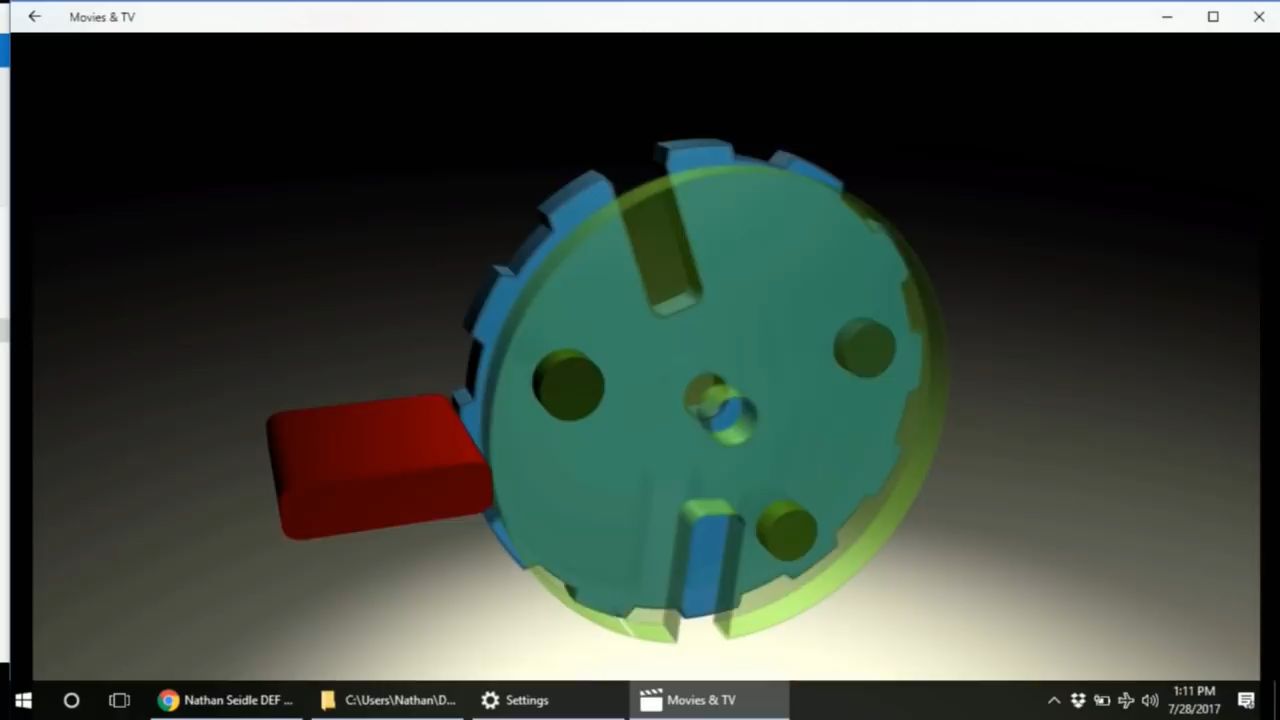 Movies & TV
Nathan Seidle DEF ...
C:\Users\Nathan\D...
Settings
Movies & TV
1:11 PM
7/28/2017